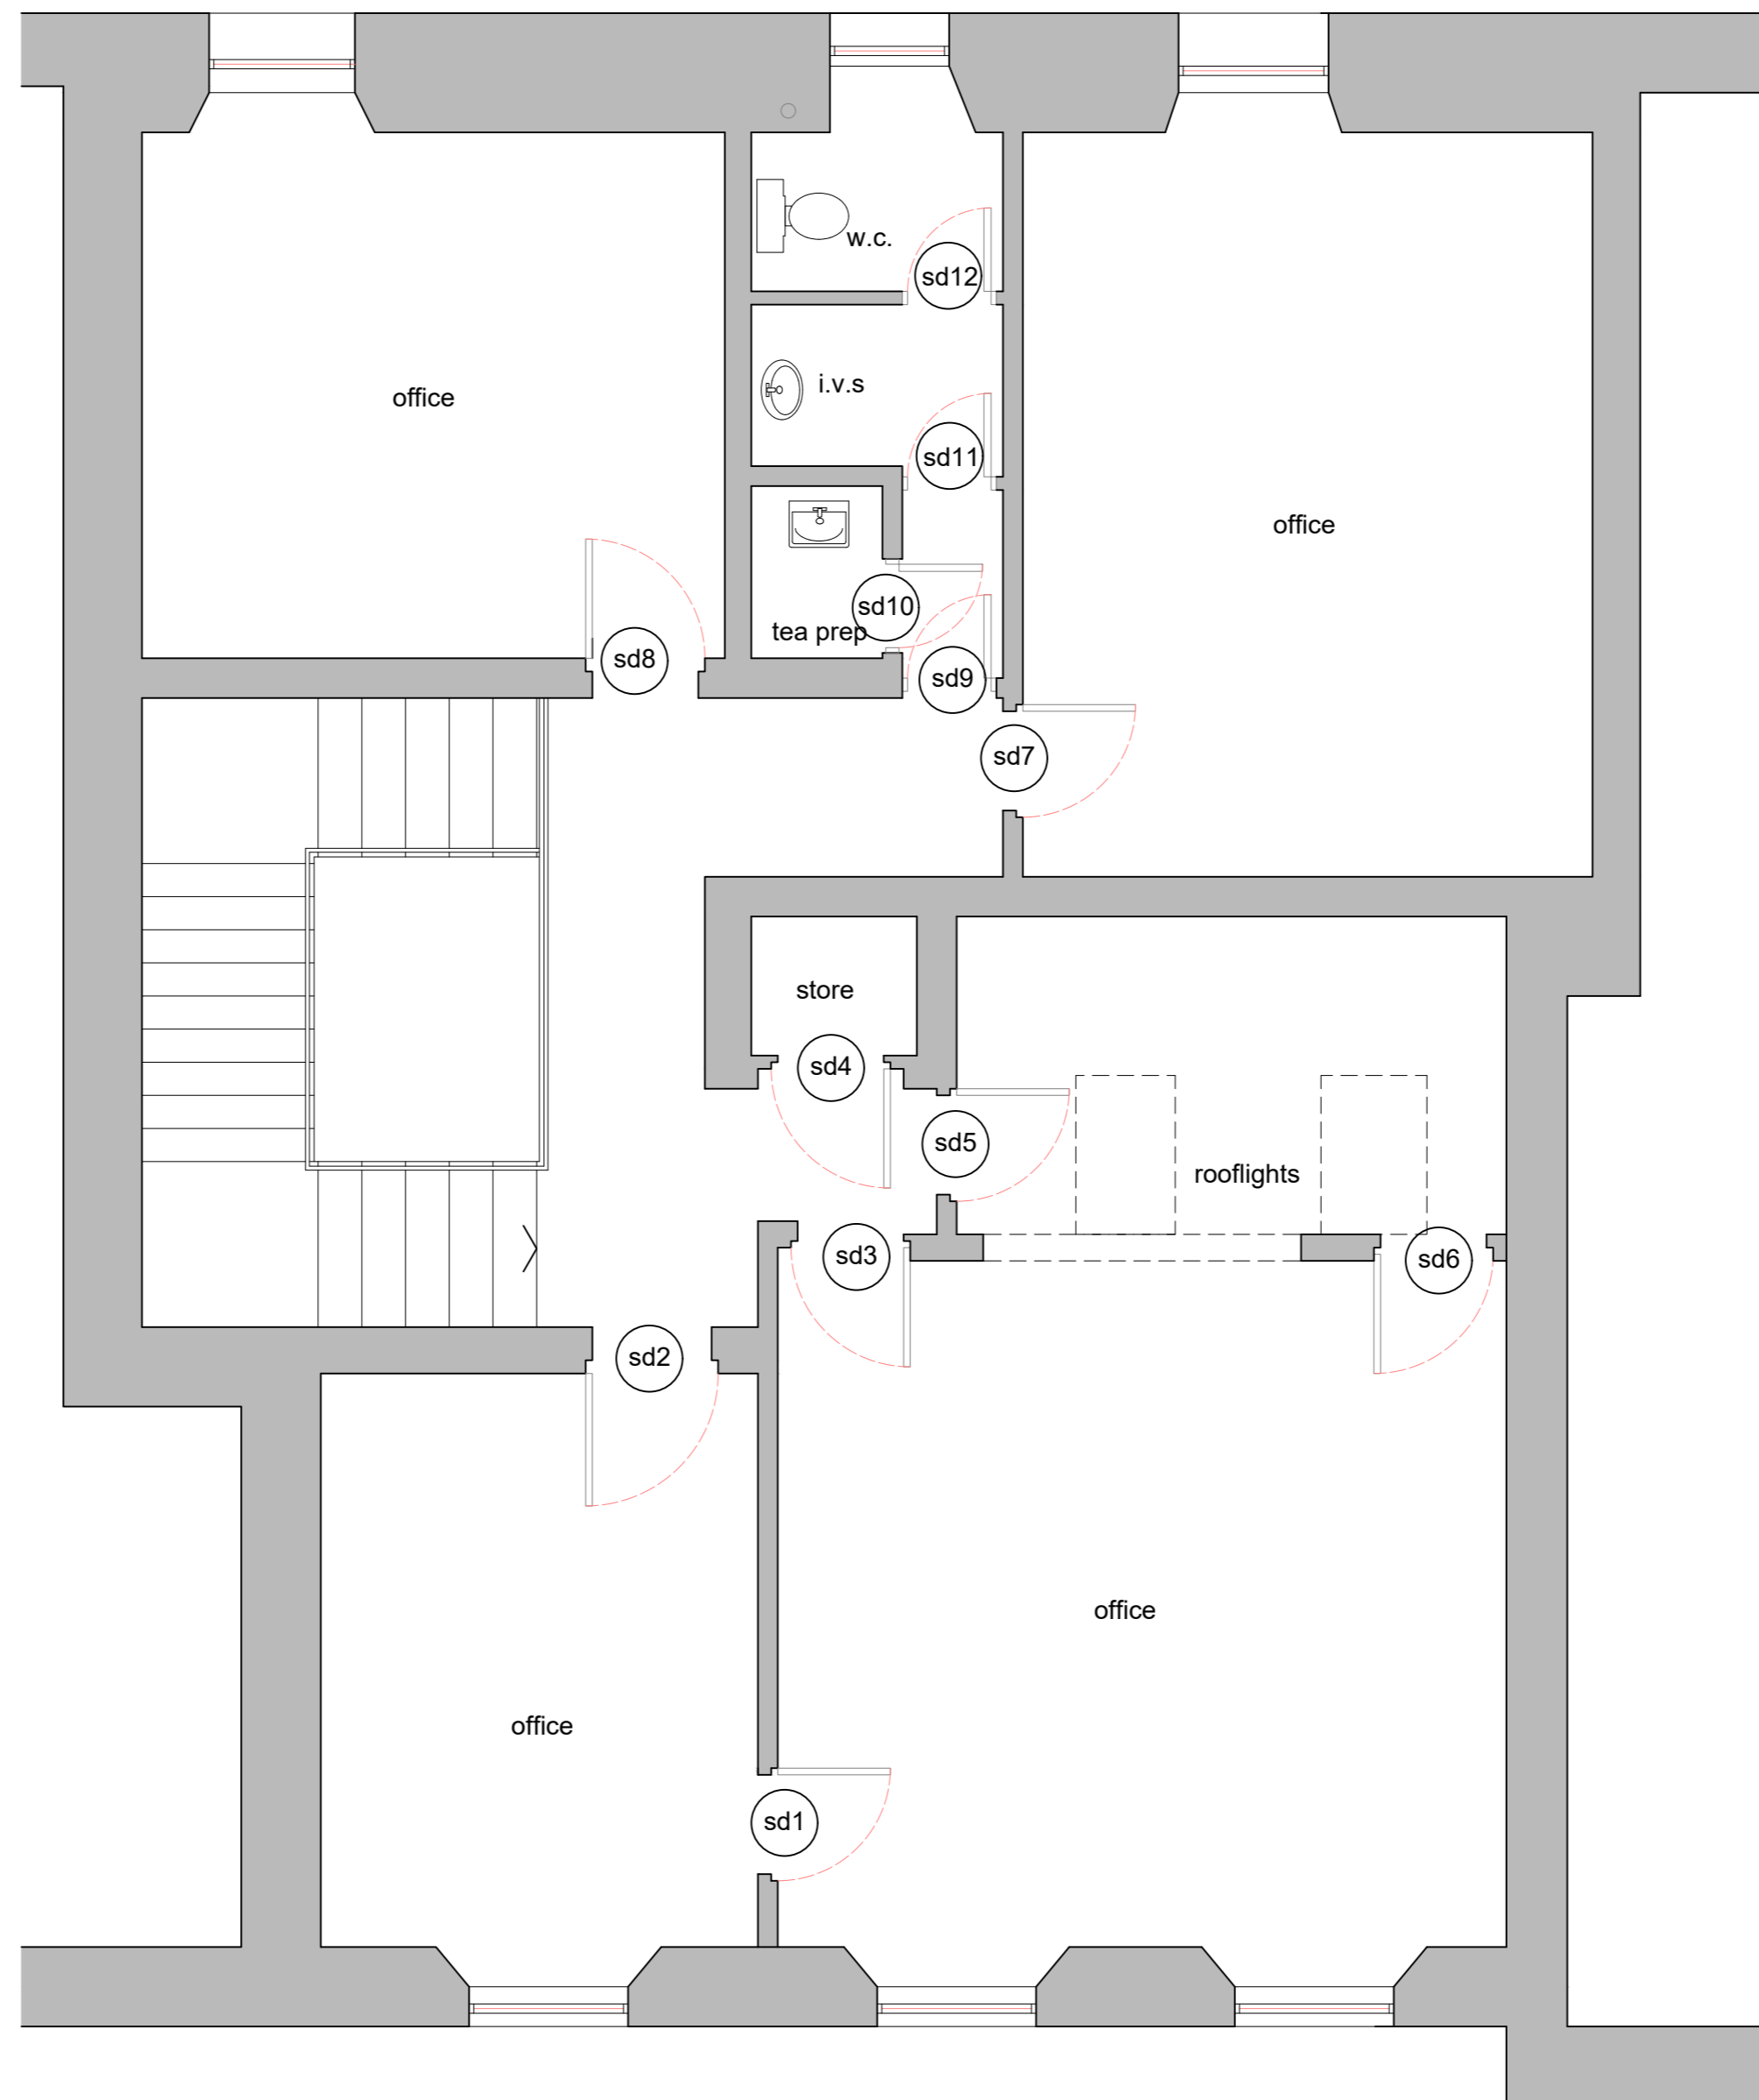 w.c.
sd12
i.v.s
office
sd11
office
sd10
tea prep
sd8
sd9
sd7
store
sd4
sd5
rooflights
sd3
sd6
sd2
office
office
sd1